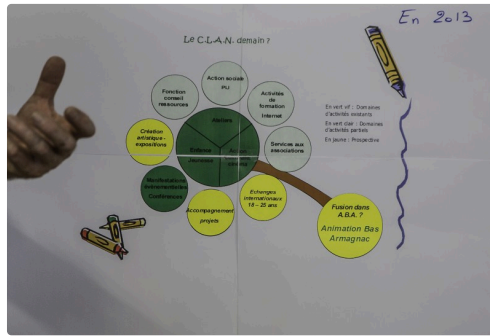 En 2013
Le C.L.A.N. demain ?
Action sociale
PIJ
Fonction
conseil
ressources
Activités
de
formation
Internet
Ateliers
Création
artistique -
expositions
Services aux
associations
Enfance
jeunesse
Manifestations
évènementielles
Conférences
Accompagnement
projets
Echanges
internationaux
18 – 25 ans
En vert vif : Domaines
d'activités existants
En vert clair : Domaines
d'activités partiels
En jaune : Prospective
Fusion dans
A.B.A. ?
Animation Bas
Armagnac